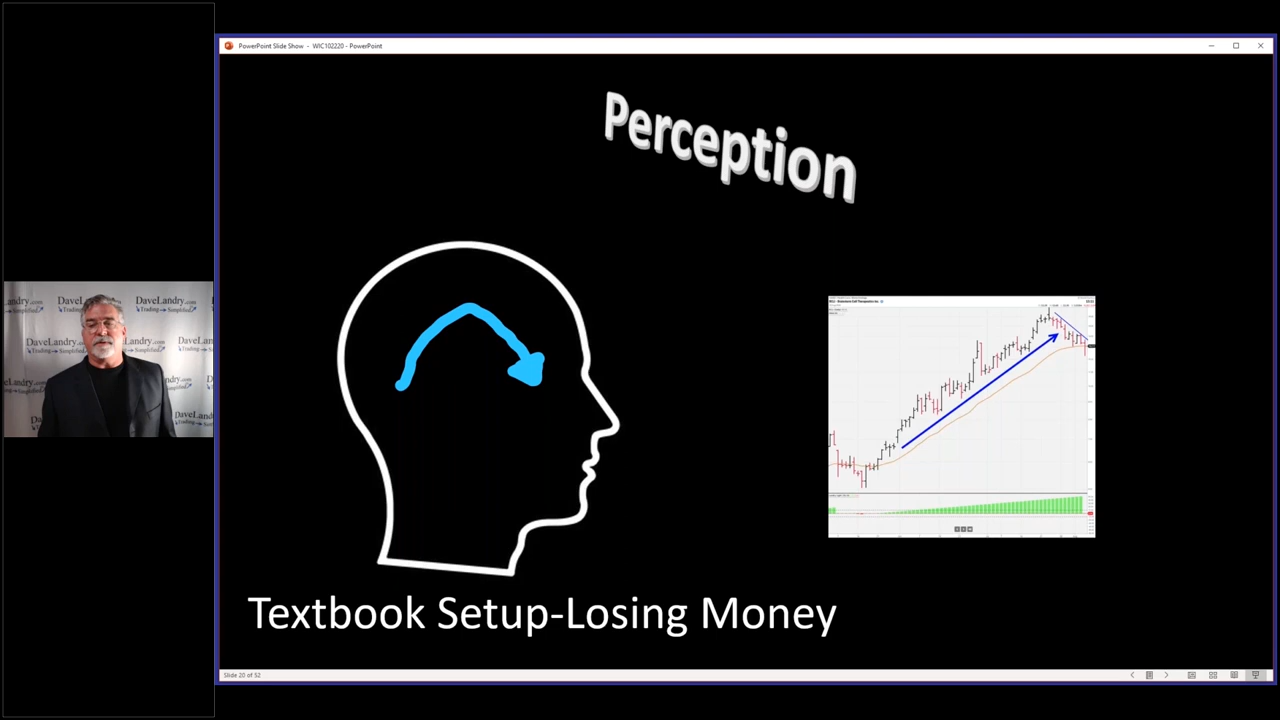 PowerPoint Slide Show - WIC102220 - PowerPoint
Perception
DaveLandry.com
Trading Simplified
Textbook Setup-Losing Money
Slide 20 of 52